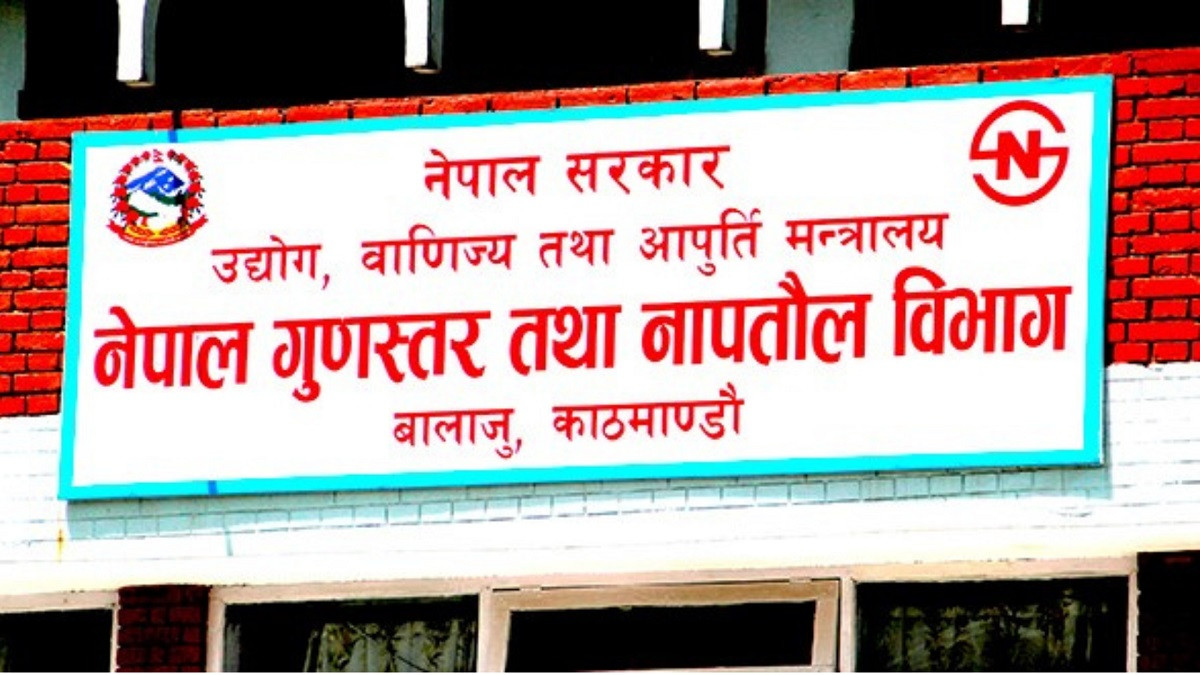 नेपाल सरकार
उद्योग, वाणिज्य तथा आपुर्ति मन्त्रालय
नेपाल गुणस्तर तथा नापतौल विभाग
बालाजु, काठमाण्डौ